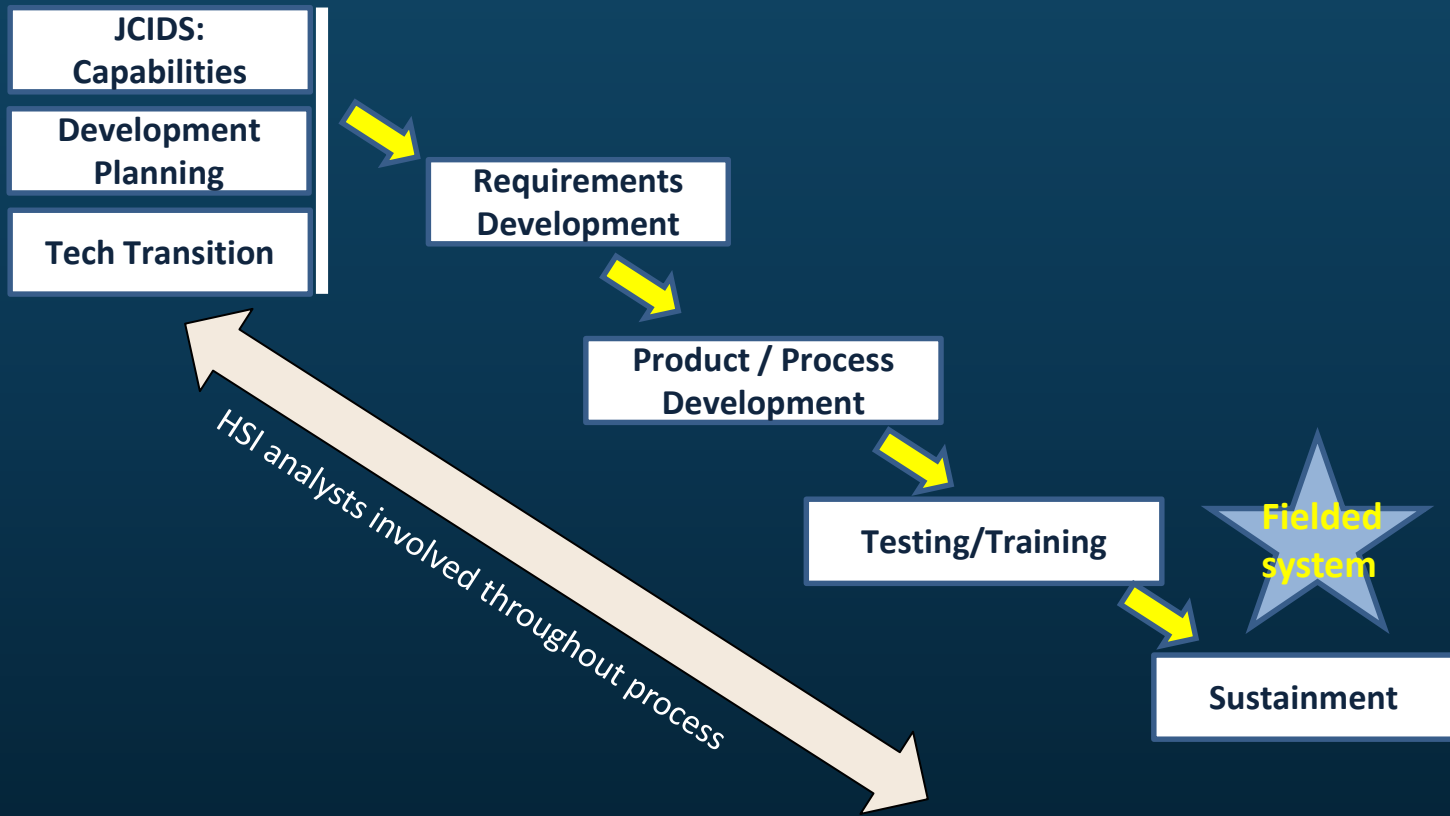 JCIDS:
Capabilities
Development
Planning
Tech Transition
Requirements
Development
Product / Process
Development
HSI analysts involved throughout process
Testing/Training
Fielded
system
Sustainment